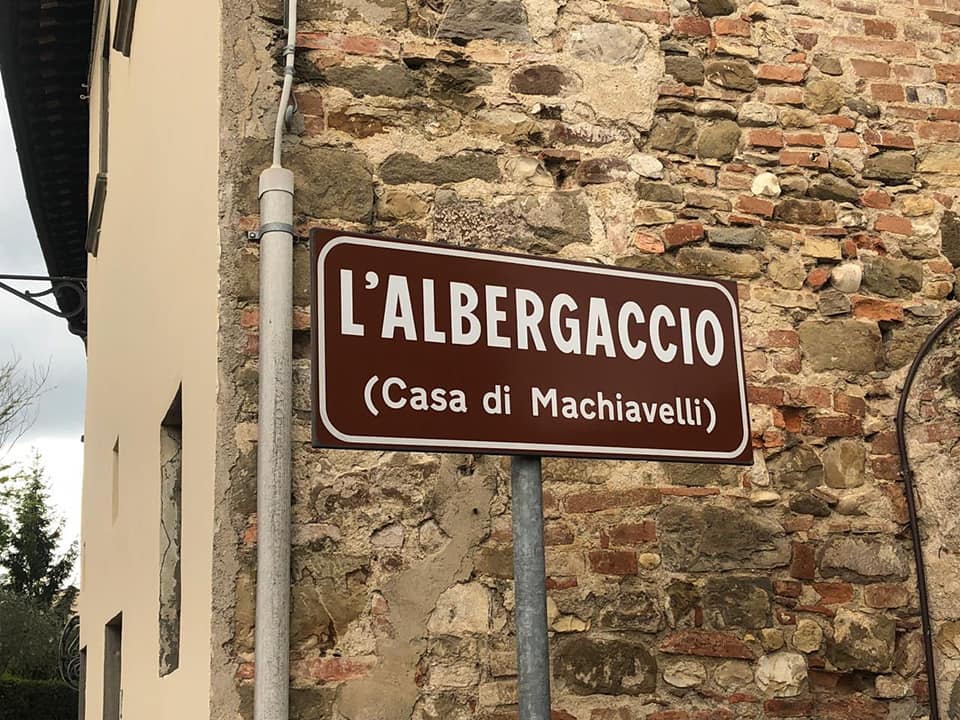 L'ALBERGACCIO
(Casa di Machiavelli)